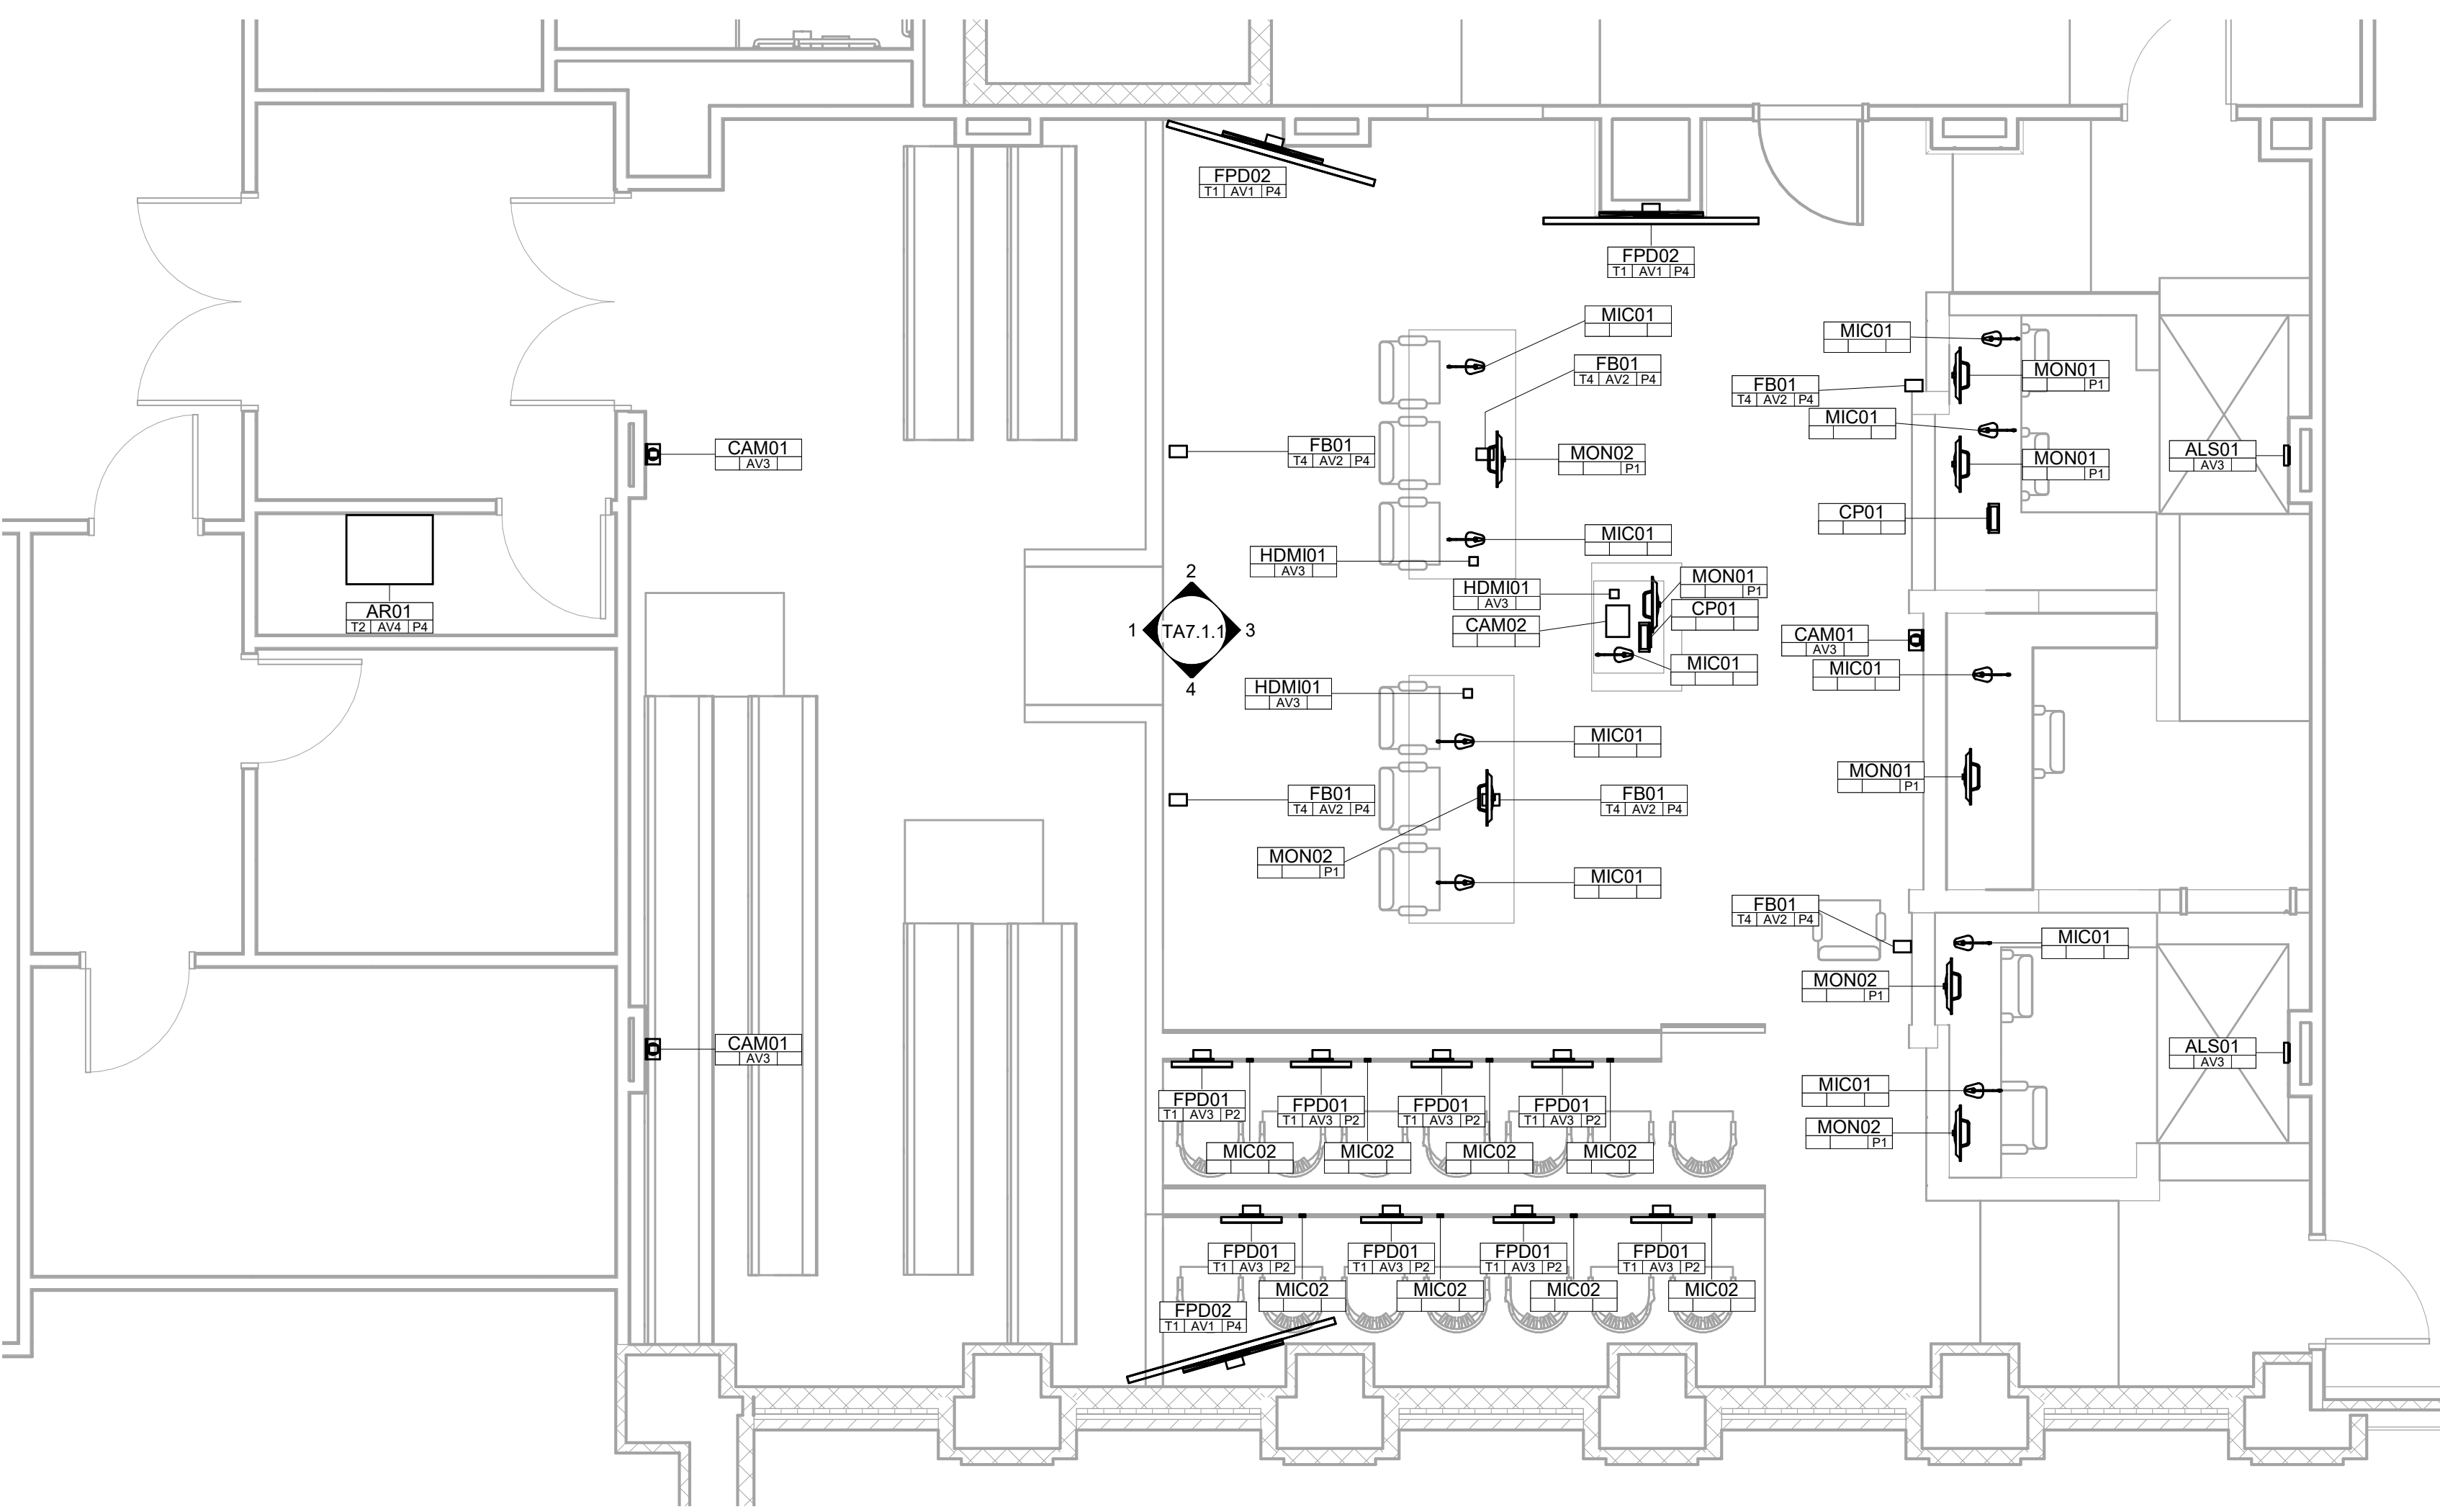 FPD02
T1 AV1 P4
FPD02
T1 AV1 P4
MIC01
MIC01
FB01
T4 AV2 P4
MON01
P1
FB01
T4 AV2 P4
MIC01
CAM01
AV3
FB01
T4 AV2 P4
MON02
P1
MON01
P1
ALS01
AV3
CP01
MIC01
HDMI01
AV3
MON01
P1
HDMI01
AV3
CP01
AR01
T2 AV4 P4
2
1 TA7.1.1 3
4
CAM02
CAM01
AV3
MIC01
MIC01
HDMI01
AV3
MIC01
MON01
P1
FB01
T4 AV2 P4
FB01
T4 AV2 P4
MON02
P1
MIC01
FB01
T4 AV2 P4
MIC01
MON02
P1
CAM01
AV3
ALS01
AV3
MIC01
MON02
P1
FPD01
T1 AV3 P2
FPD01
T1 AV3 P2
FPD01
T1 AV3 P2
FPD01
T1 AV3 P2
MIC02
MIC02
MIC02
MIC02
FPD01
T1 AV3 P2
FPD01
T1 AV3 P2
FPD01
T1 AV3 P2
FPD01
T1 AV3 P2
MIC02
MIC02
MIC02
MIC02
FPD02
T1 AV1 P4